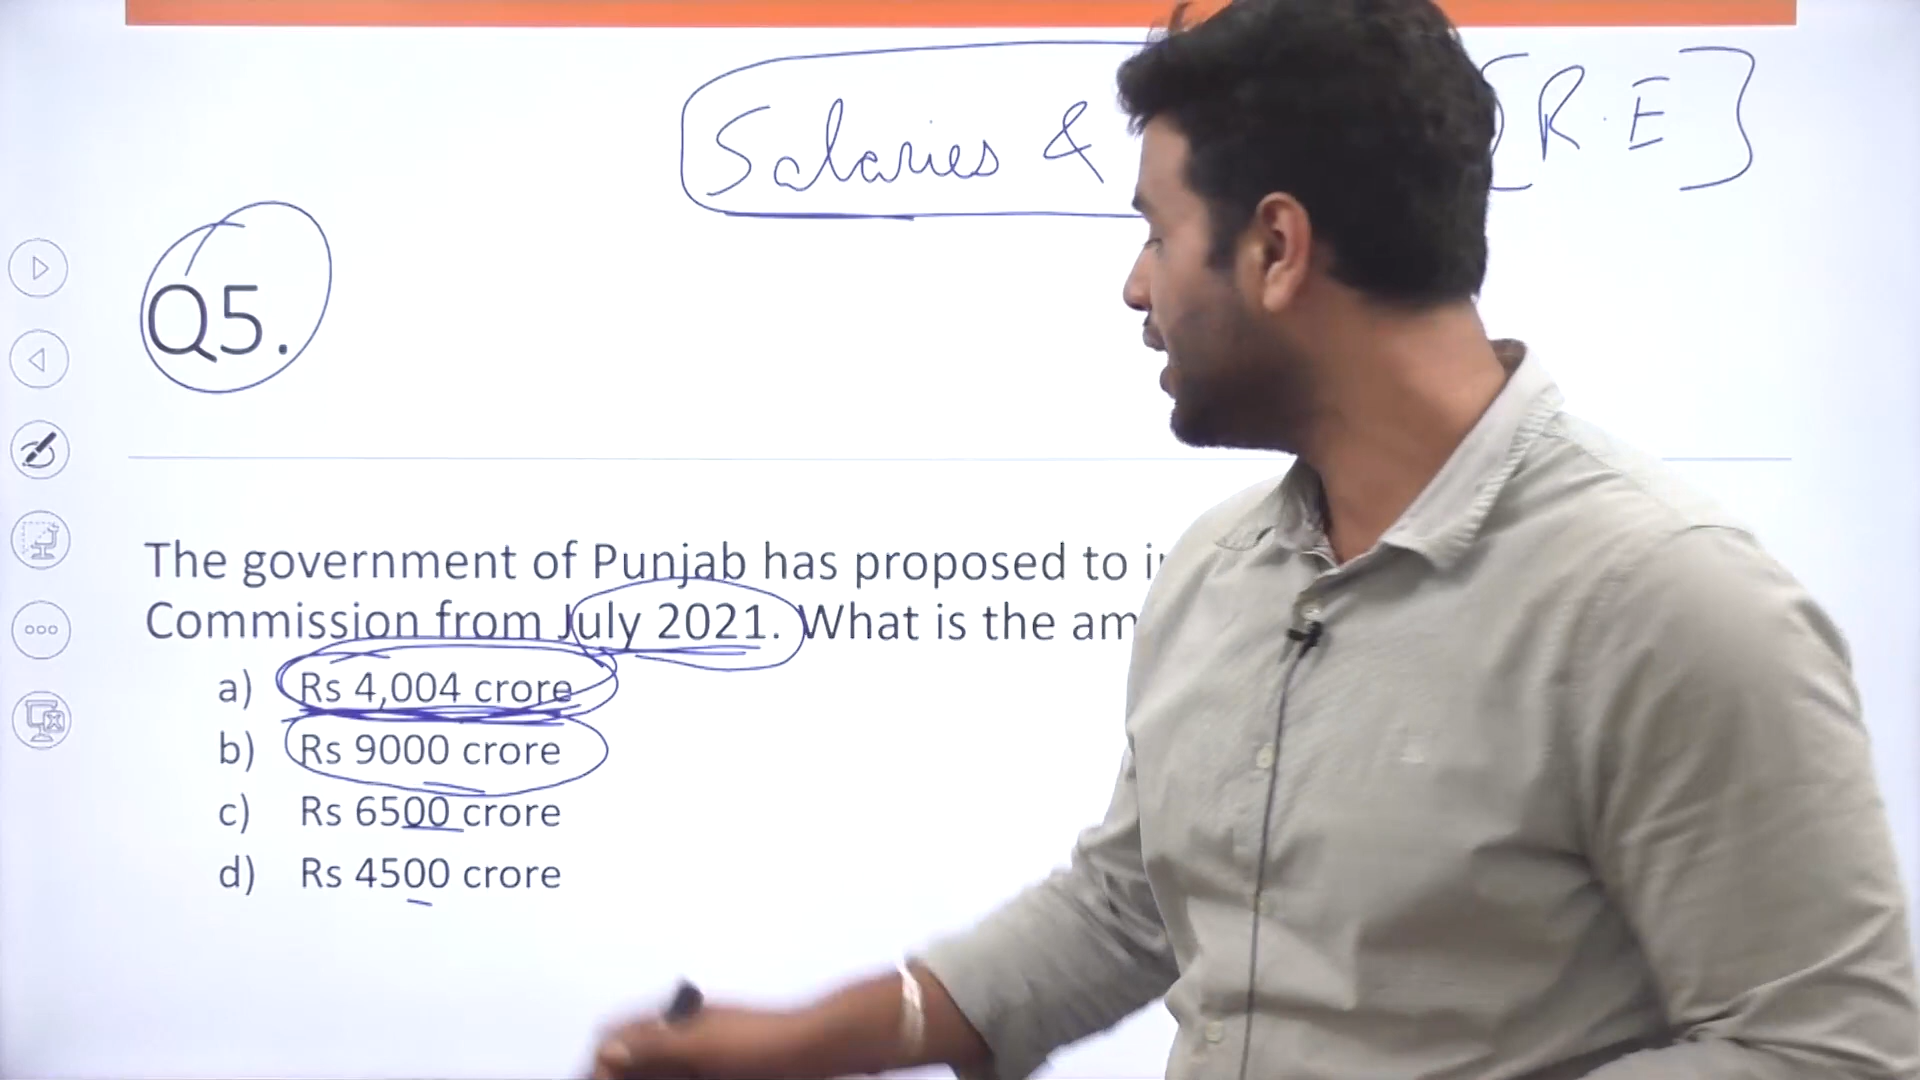 Salaries & [R.E]
Q5.
The government of Punjab has proposed to
Commission from July 2021. What is the
a) Rs 4,004 crore
b) Rs 9000 crore
c) Rs 6500 crore
d) Rs 4500 crore